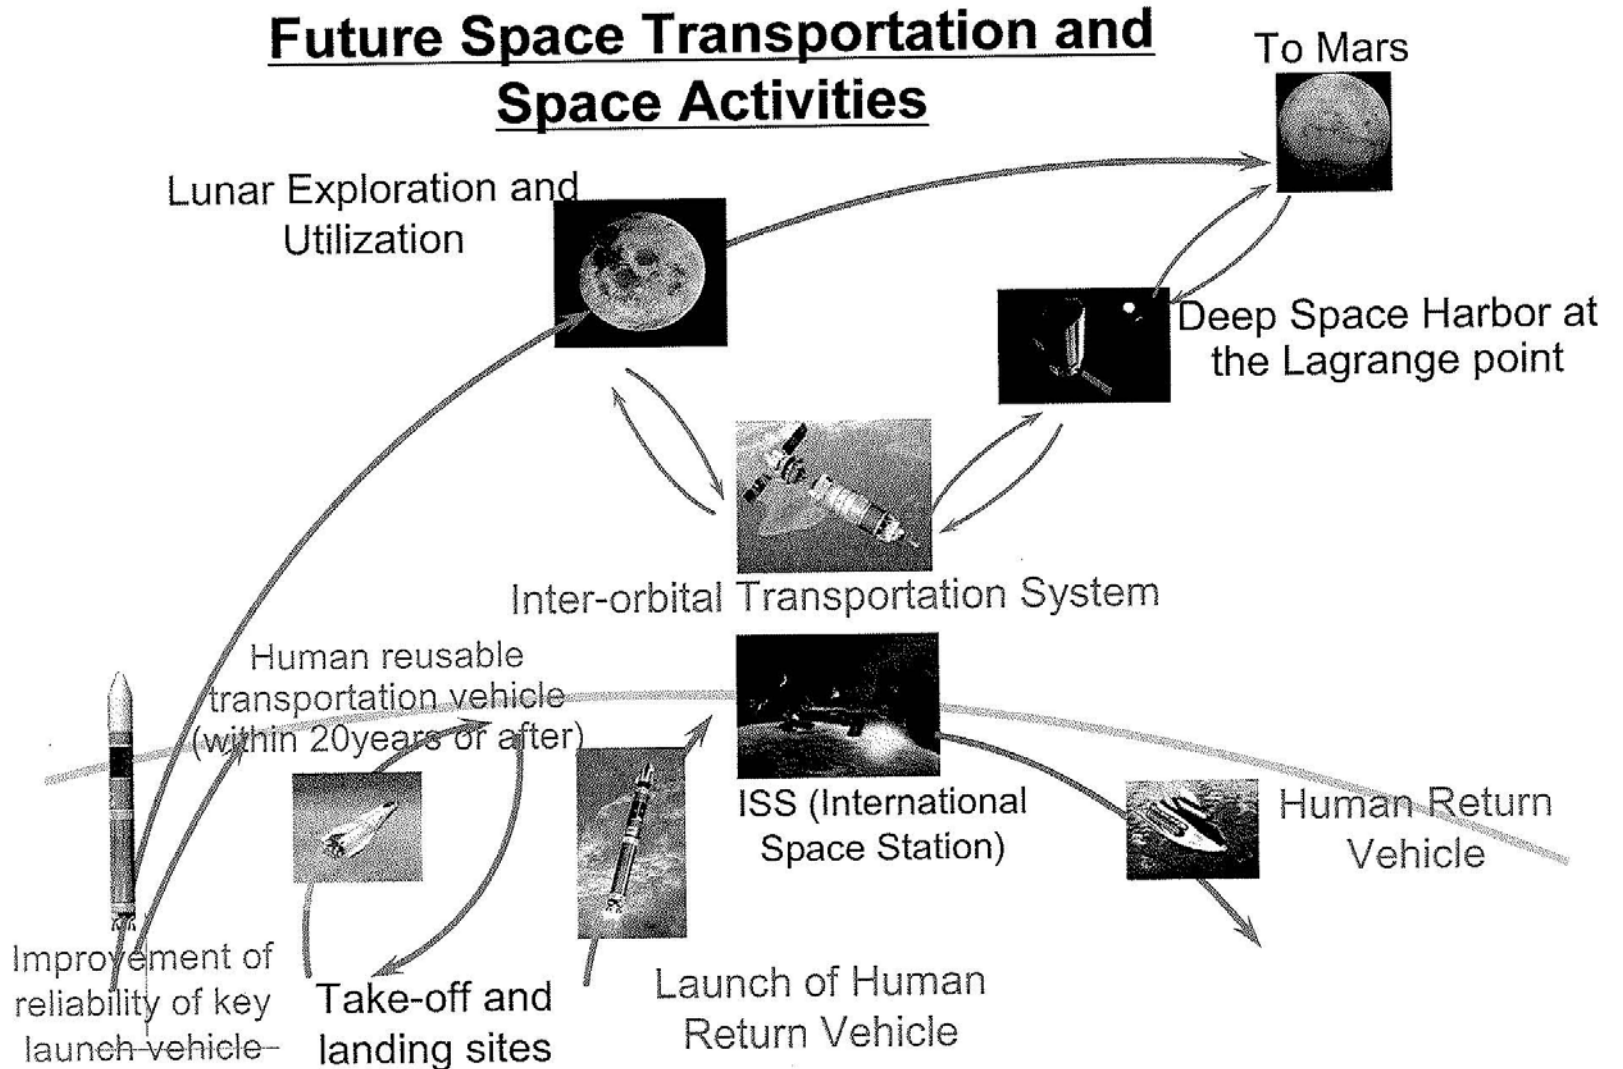 Future Space Transportation and
Space Activities
To Mars
Lunar Exploration and
Utilization
Deep Space Harbor at
the Lagrange point
Inter-orbital Transportation System
Human reusable
transportation vehicle
(within 20years or after)
ISS (International
Space Station)
Human Return
Vehicle
Improvement of
reliability of key
launch vehicle
Take-off and
landing sites
Launch of Human
Return Vehicle